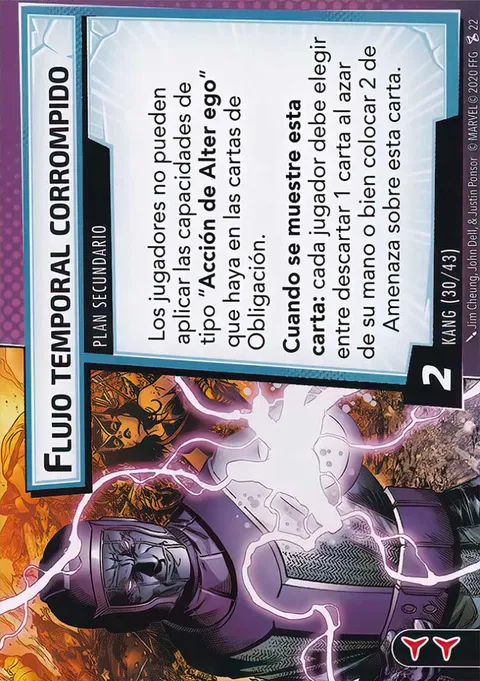 FLUJO TEMPORAL CORROMPIDO
PLAN SECUNDARIO
Los jugadores no pueden
aplicar las capacidades de
tipo "Acción de Alter ego"
que haya en las cartas de
Obligación.
Cuando se muestre esta
carta: cada jugador debe elegir
entre descartar 1 carta al azar
de su mano o bien colocar 2 de
Amenaza sobre esta carta.
2
KANG (30/43)
Jim Cheung, John Dell, & Justin Ponsor © MARVEL © 2020 FFG 22